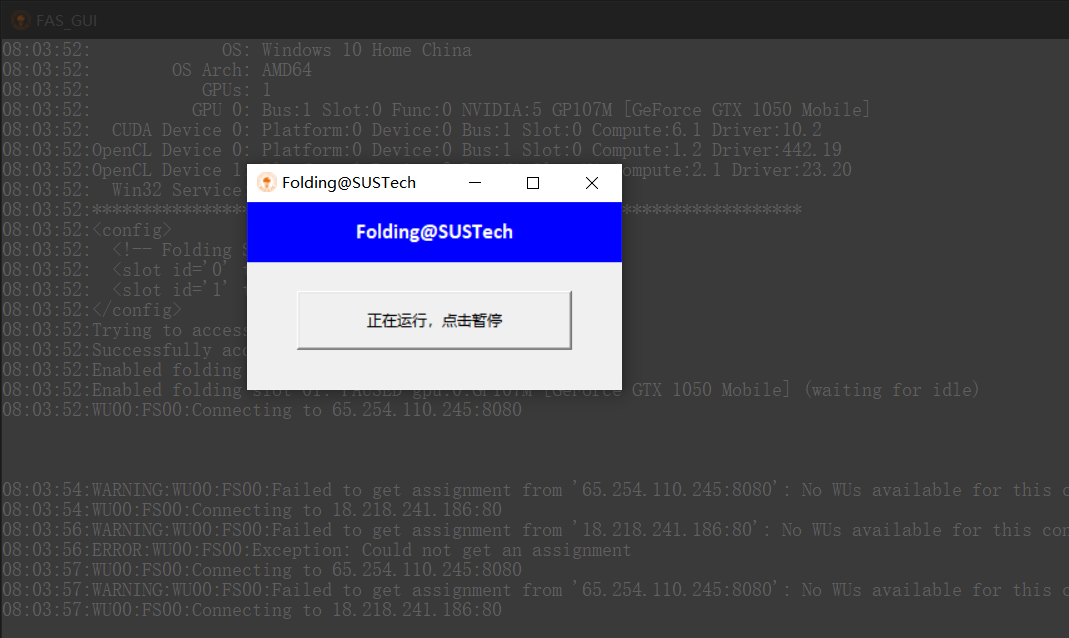 FAS_GUI
08:03:52: OS: Windows 10 Home China
08:03:52: OS Arch: AMD64
08:03:52: GPUs: 1
08:03:52: GPU 0: Bus:1 Slot:0 Func:0 NVIDIA:5 GP107M [GeForce GTX 1050 Mobile]
08:03:52: CUDA Device 0: Platform:0 Device:0 Bus:1 Slot:0 Compute:6.1 Driver:10.2
08:03:52:OpenCL Device 0: Platform:0 Device:0 Bus:1 Slot:0 Compute:1.2 Driver:442.19
08:03:52:OpenCL Device 1 ompute:2.1 Driver:23.20
08:03:52: Win32 Service
08:03:52:
08:03:52:<config>
08:03:52: <!-- Folding S
08:03:52: <slot id='0'
08:03:52: <slot id='1'
08:03:52:</config>
08:03:52:Trying to access
08:03:52:Successfully acc
08:03:52:Enabled folding
08:03:52:Enabled folding slot 01: PAUSED gpu:0:GP107M [GeForce GTX 1050 Mobile] (waiting for idle)
08:03:52:WU00:FS00:Connecting to 65.254.110.245:8080
Folding@SUSTech
Folding@SUSTech
正在运行，点击暂停
08:03:54:WARNING:WU00:FS00:Failed to get assignment from '65.254.110.245:8080': No WUs available for this c
08:03:54:WU00:FS00:Connecting to 18.218.241.186:80
08:03:56:WARNING:WU00:FS00:Failed to get assignment from '18.218.241.186:80': No WUs available for this con
08:03:56:ERROR:WU00:FS00:Exception: Could not get an assignment
08:03:57:WU00:FS00:Connecting to 65.254.110.245:8080
08:03:57:WARNING:WU00:FS00:Failed to get assignment from '65.254.110.245:8080': No WUs available for this c
08:03:57:WU00:FS00:Connecting to 18.218.241.186:80